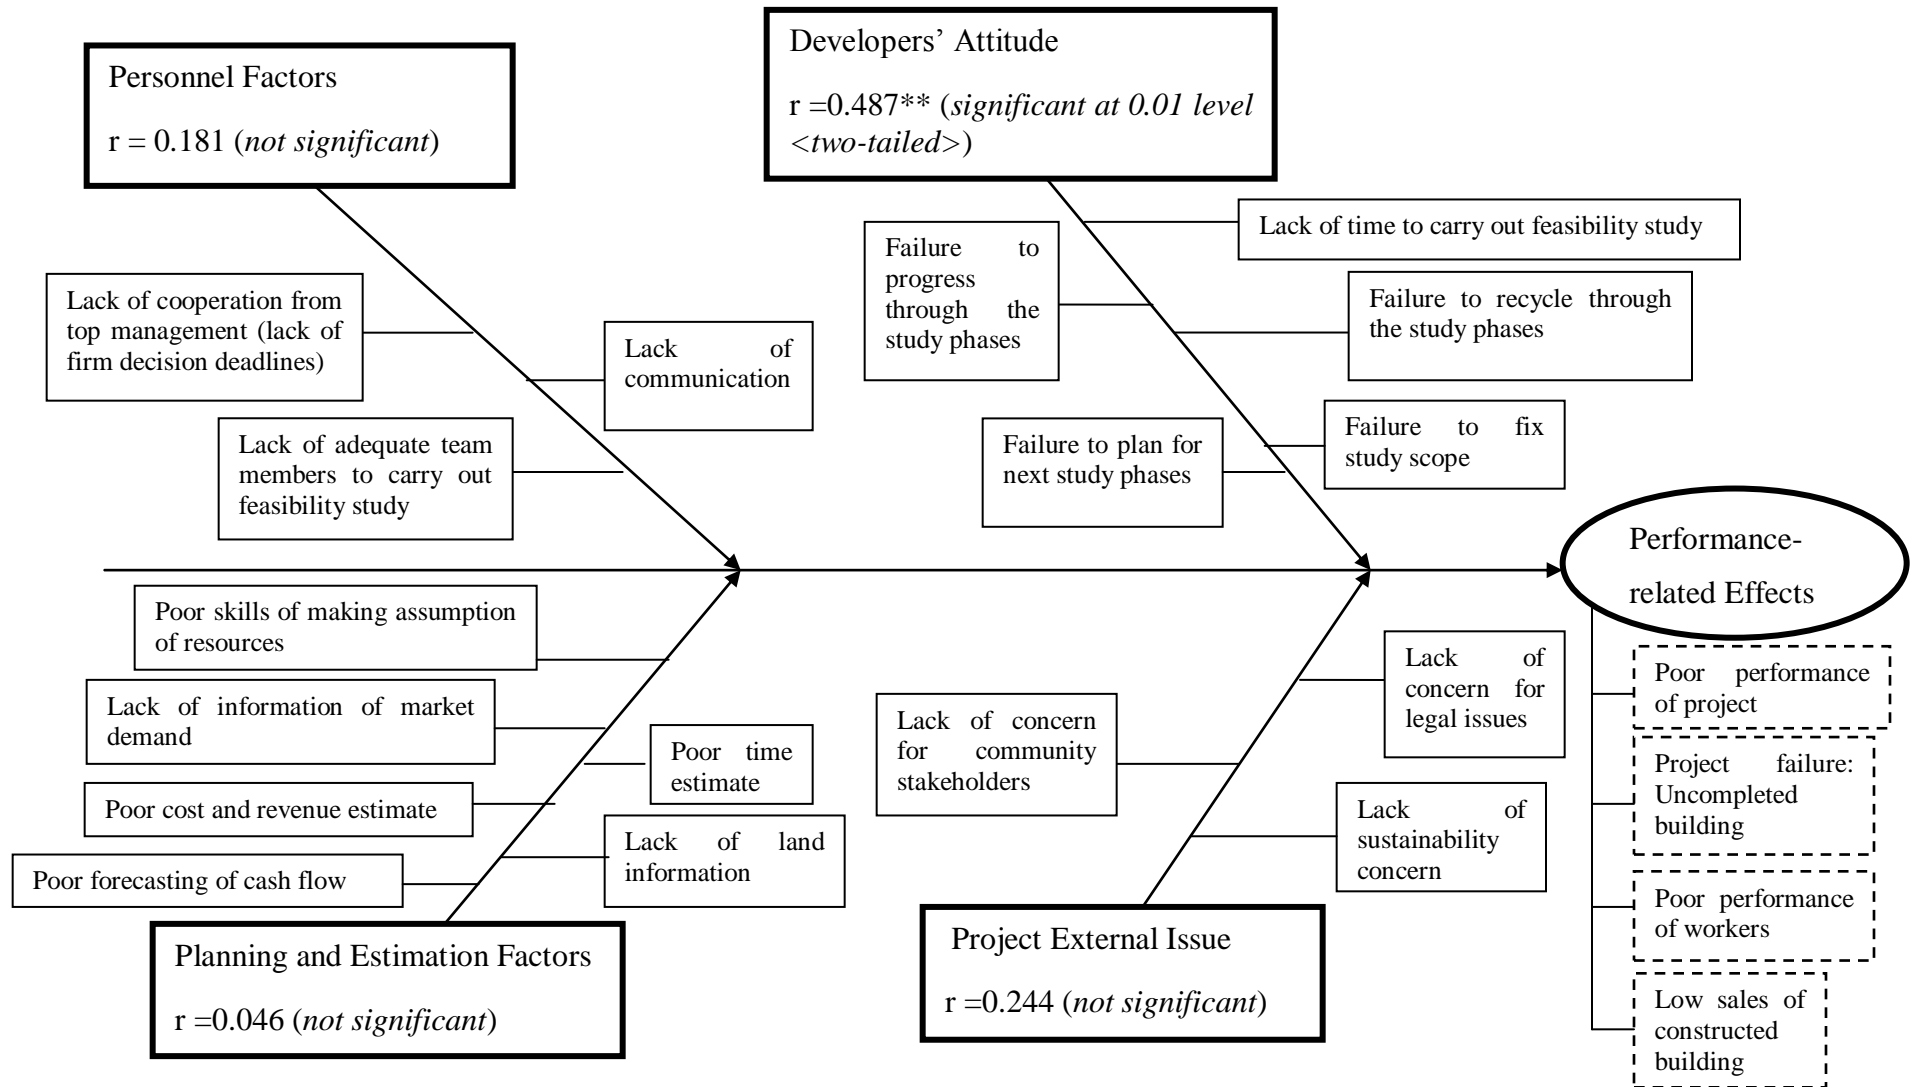 Personnel Factors
r = 0.181 (not significant)
Developers’ Attitude
r =0.487** (significant at 0.01 level
<two-tailed>)
Lack of cooperation from
top management (lack of
firm decision deadlines)
Lack of
communication
Lack of adequate team
members to carry out
feasibility study
Failure to
progress
through the
study phases
Lack of time to carry out feasibility study
Failure to recycle through
the study phases
Failure to plan for
next study phases
Failure to fix
study scope
Performance-
related Effects
Poor skills of making assumption
of resources
Lack of information of market
demand
Poor time
estimate
Poor cost and revenue estimate
Lack of land
information
Poor forecasting of cash flow
Planning and Estimation Factors
r =0.046 (not significant)
Lack of
concern for
legal issues
Lack of concern
for community
stakeholders
Lack of
sustainability
concern
Project External Issue
r =0.244 (not significant)
Poor performance
of project
Project failure:
Uncompleted
building
Poor performance
of workers
Low sales of
constructed
building